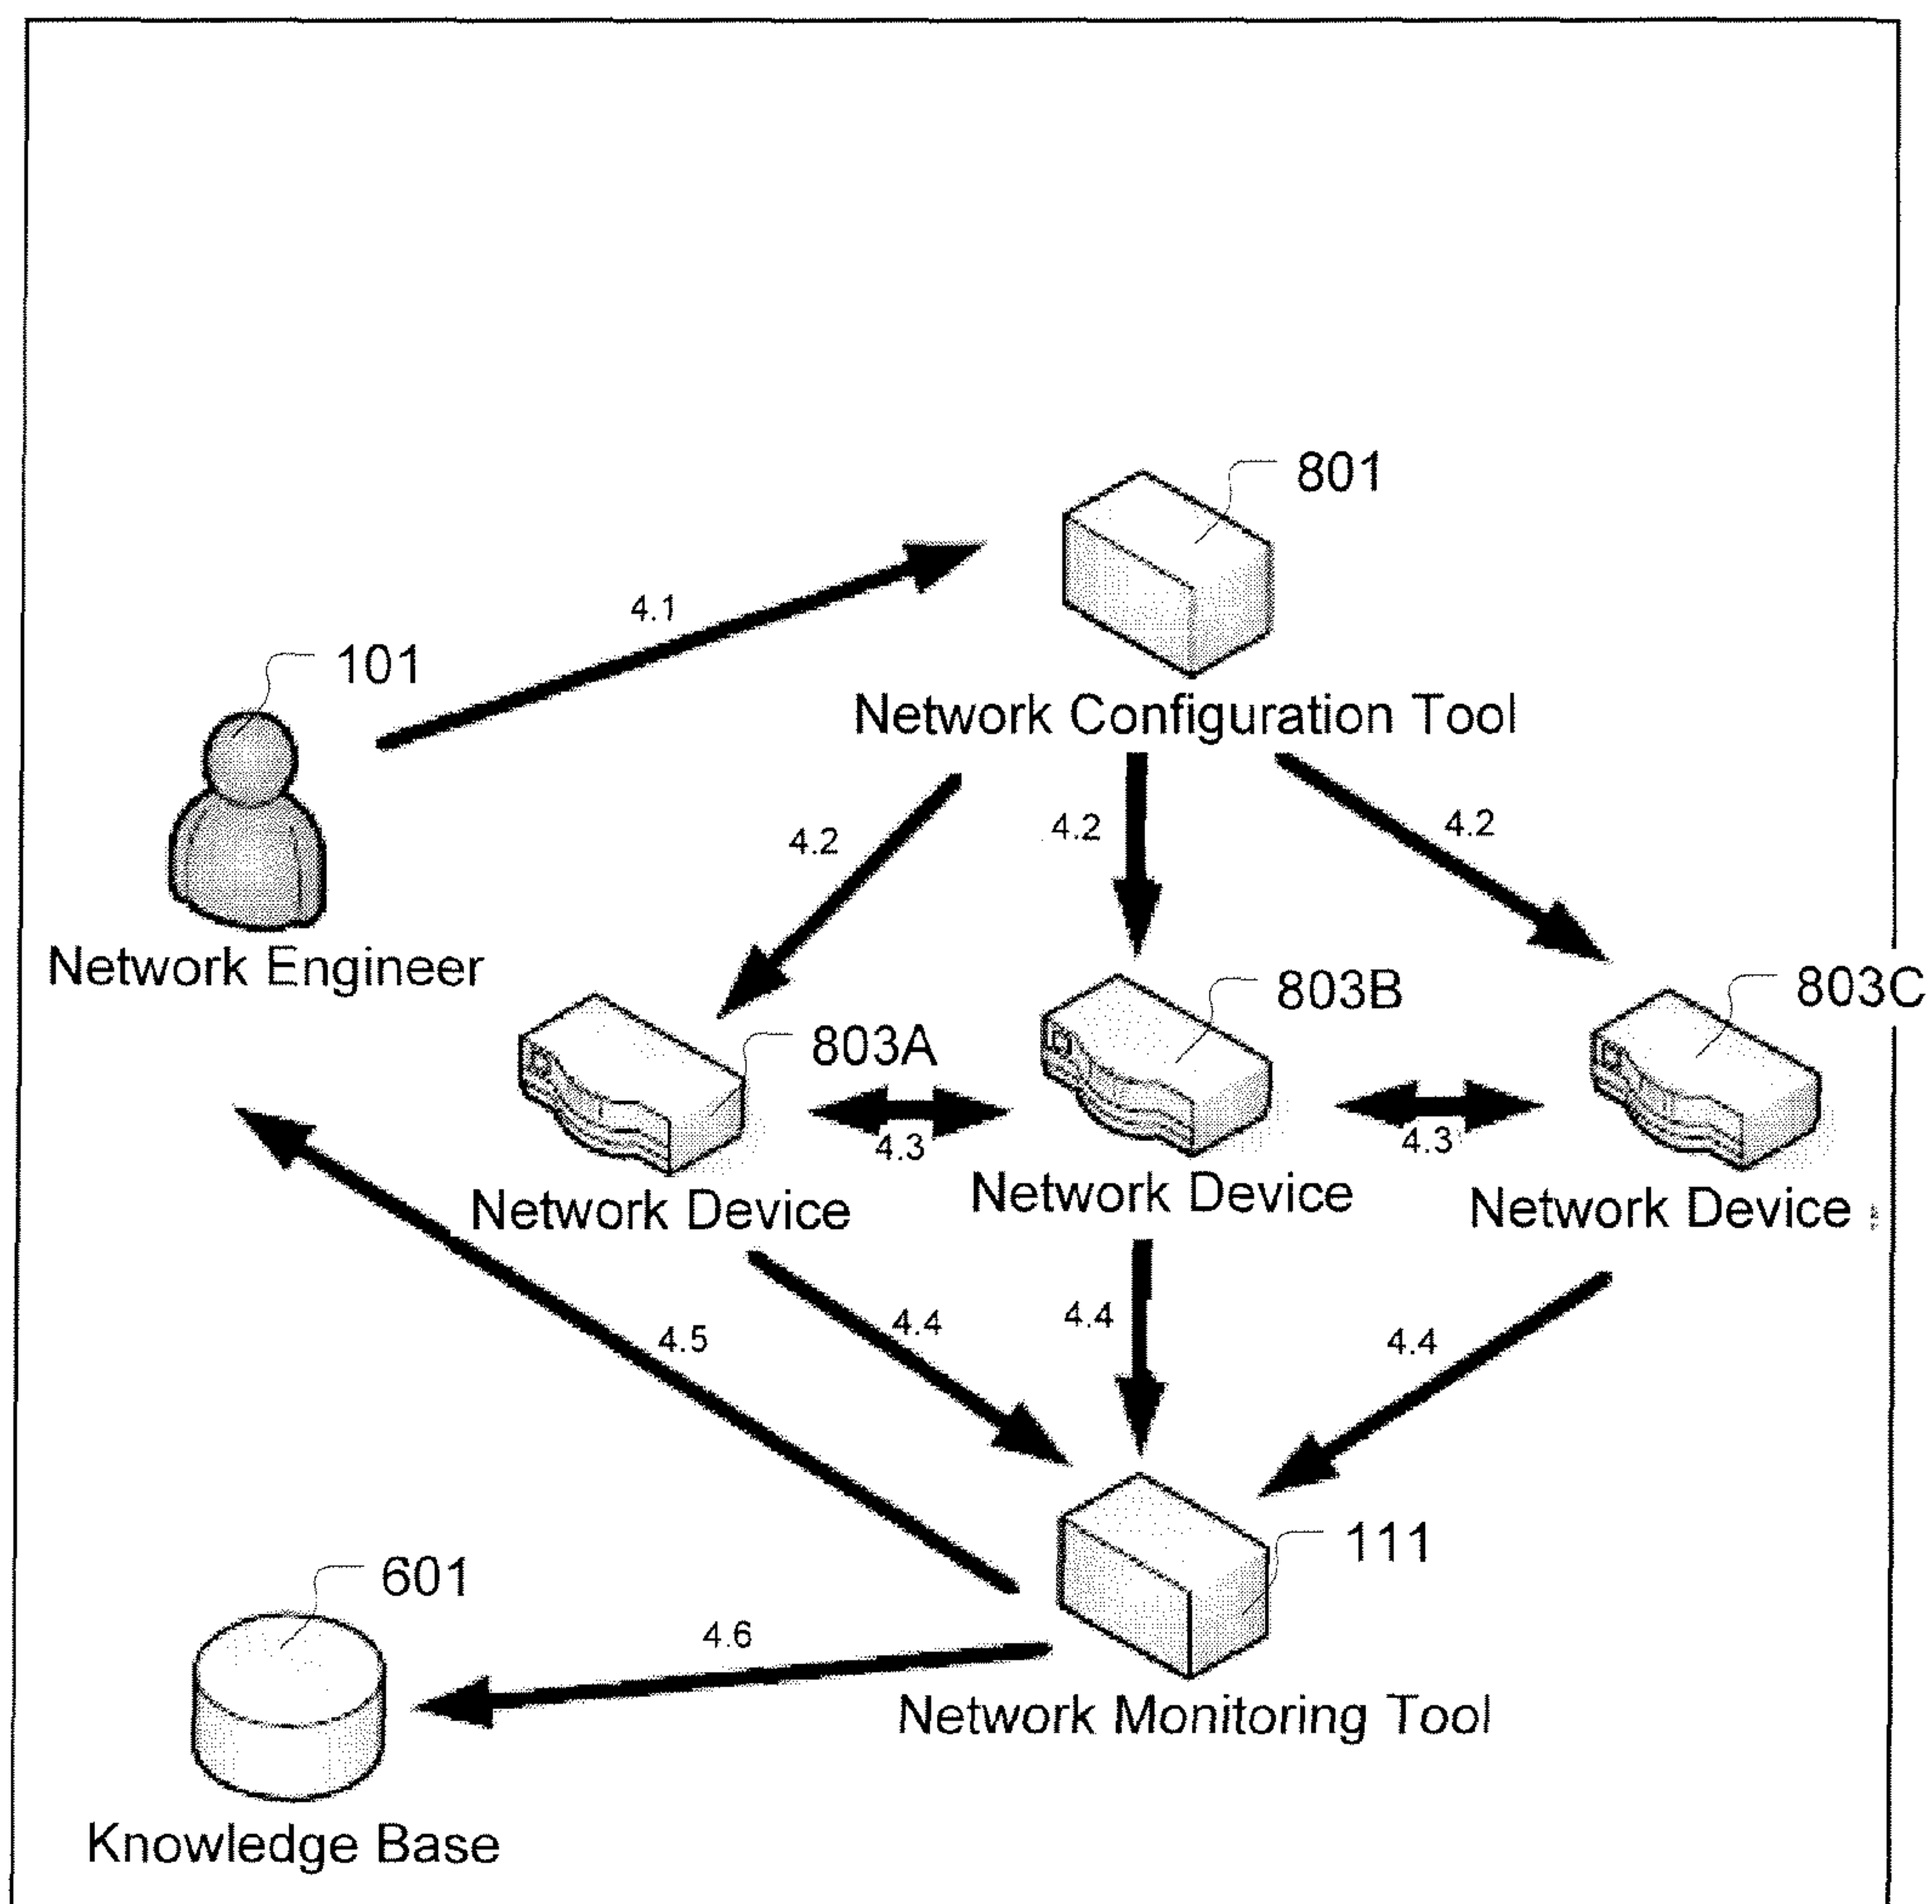 801
4.1
101
Network Configuration Tool
4.2
4.2
4.2
Network Engineer
803A
803B
803C
4.3
4.3
Network Device
Network Device
Network Device
4.5
4.4
4.4
4.4
111
601
4.6
Network Monitoring Tool
Knowledge Base